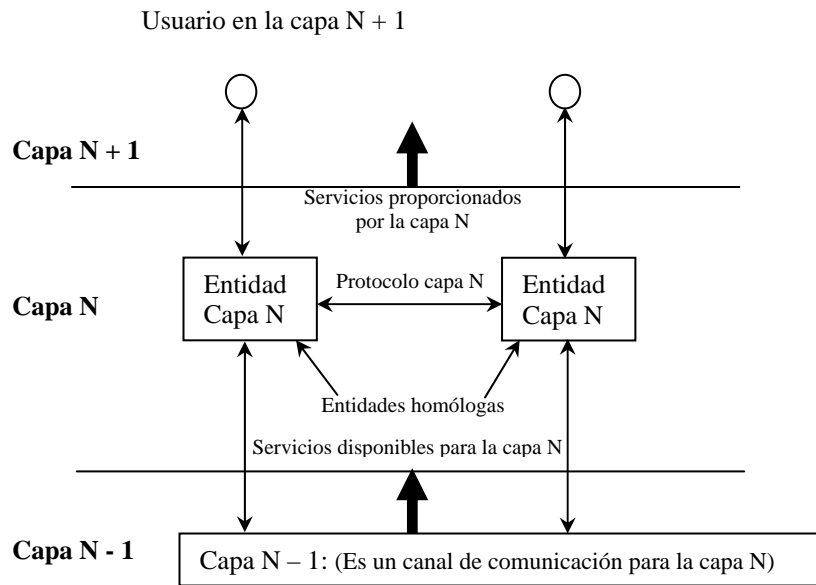 Usuario en la capa N + 1
Capa N + 1
Servicios proporcionados
por la capa N
Entidad
Capa N
Protocolo capa N
Entidad
Capa N
Capa N
Entidades homólogas
Servicios disponibles para la capa N
Capa N - 1
Capa N – 1: (Es un canal de comunicación para la capa N)